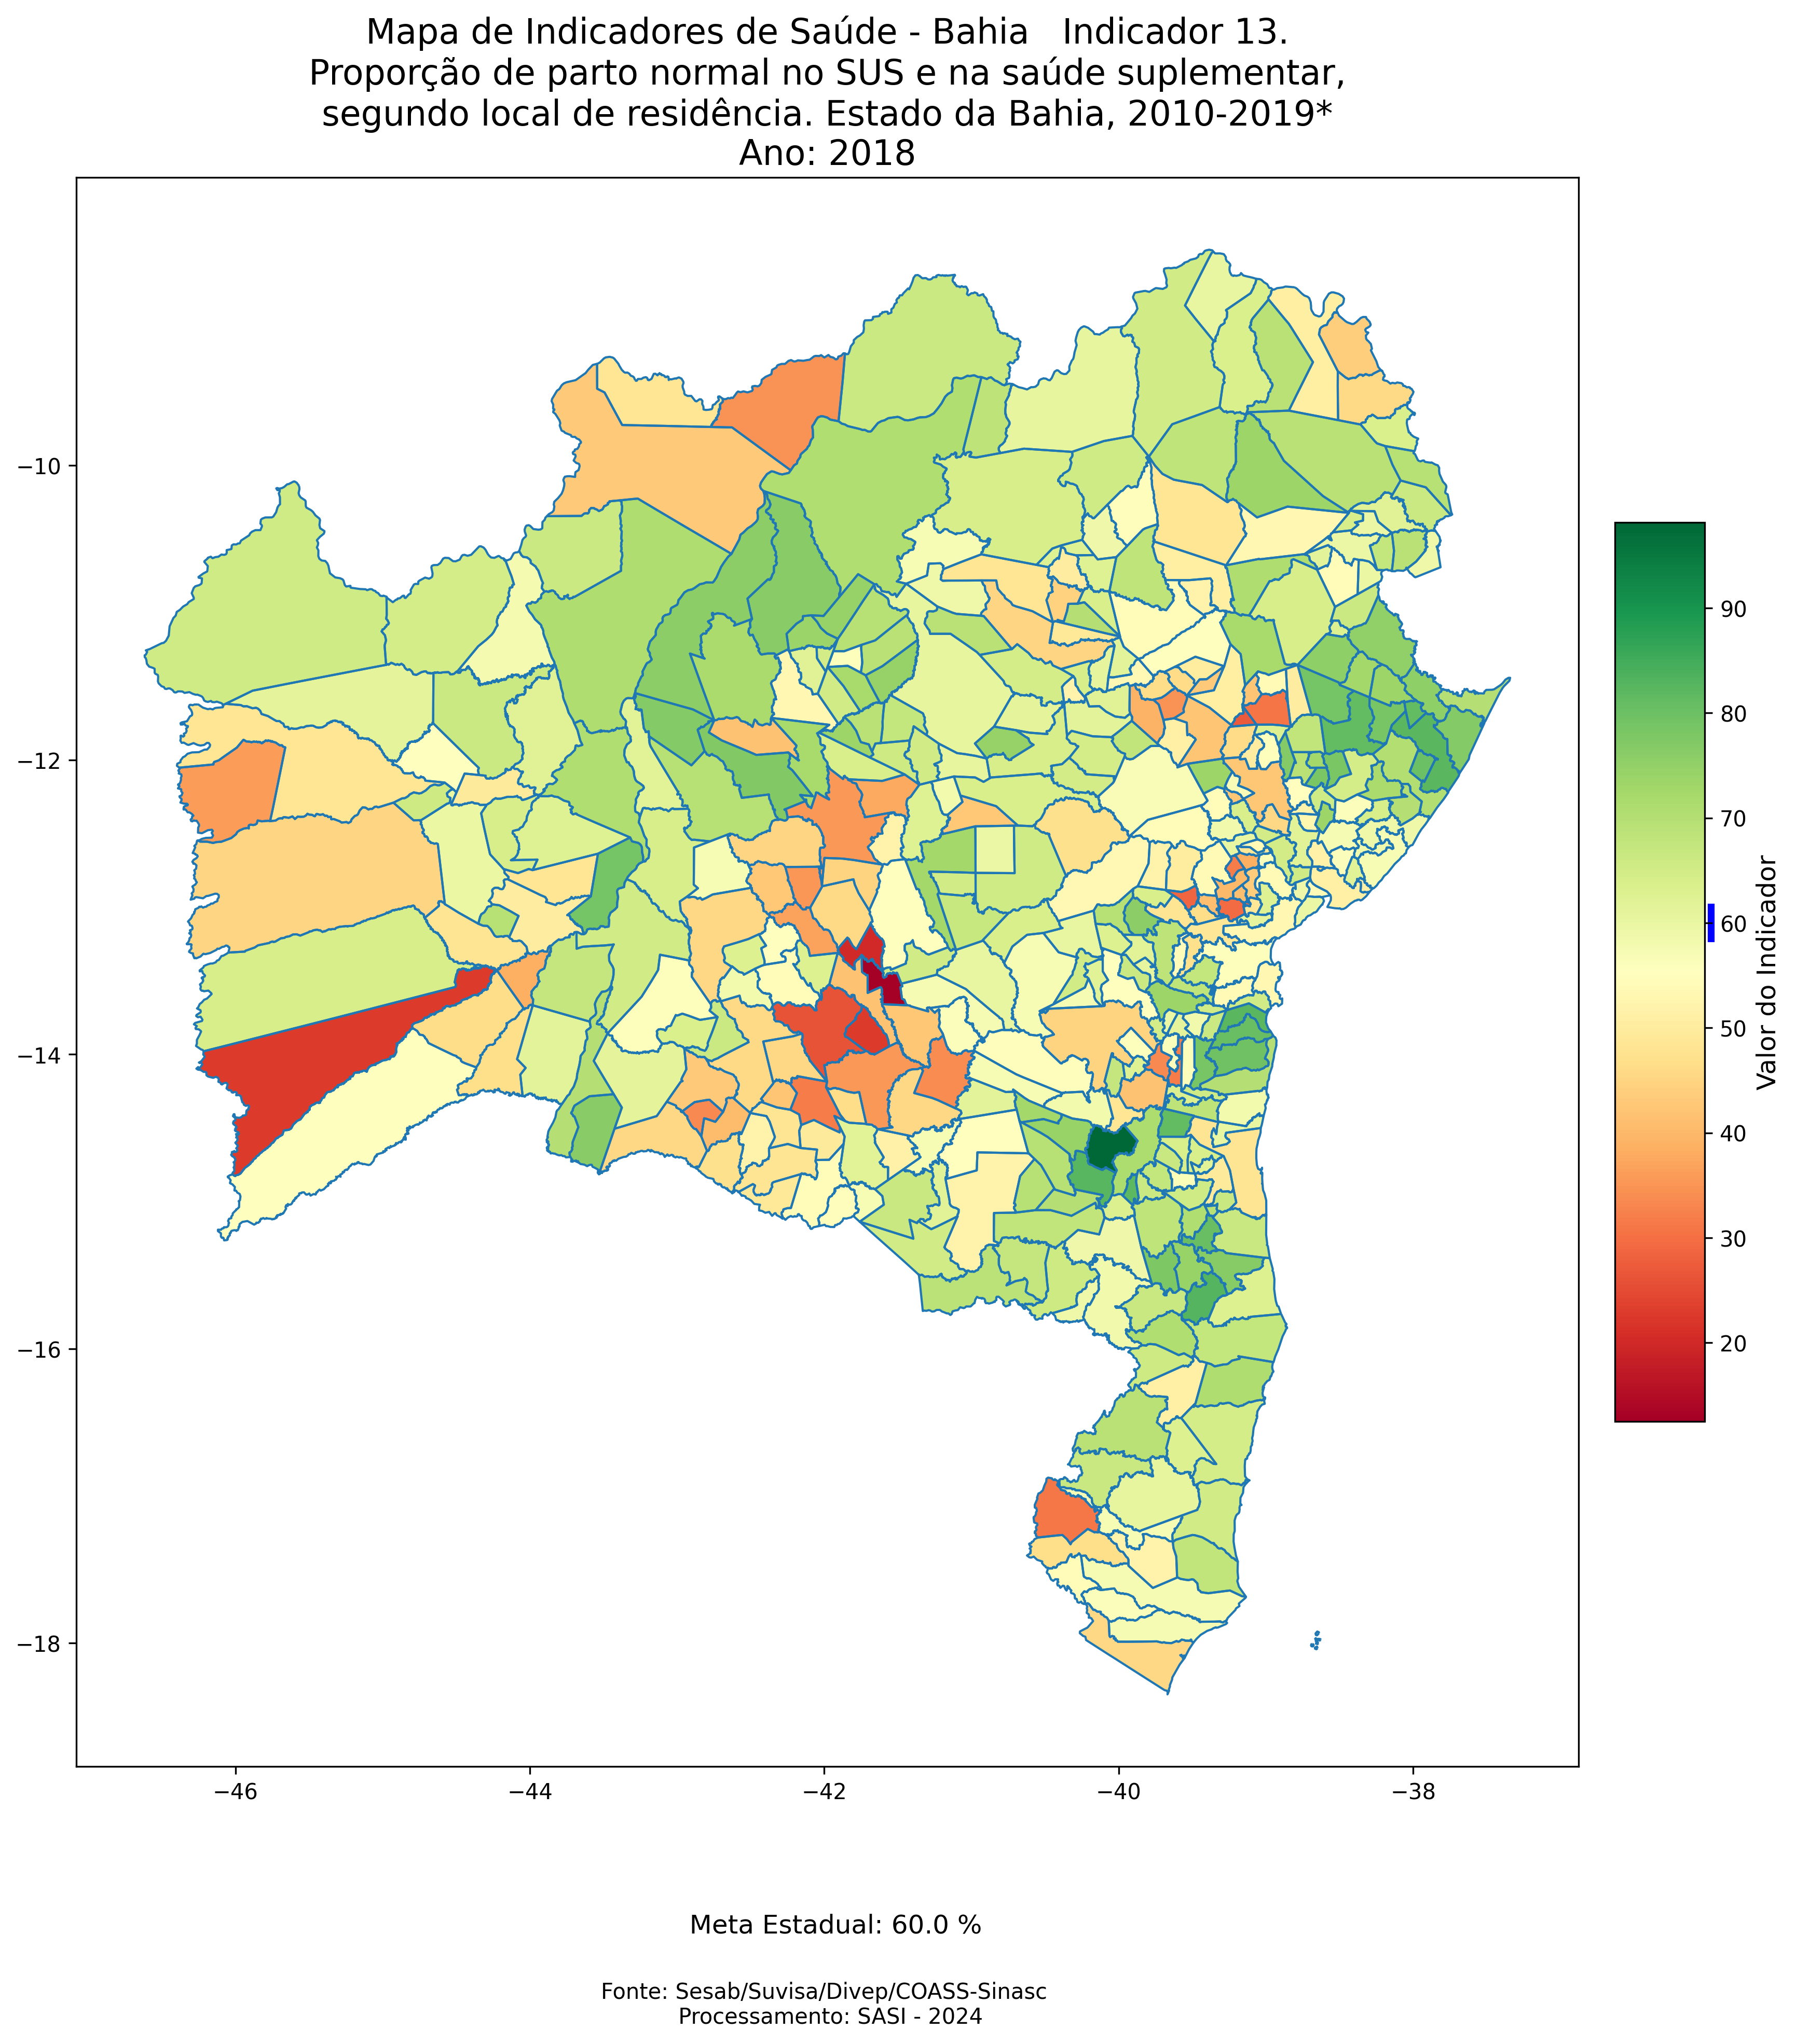 Mapa de Indicadores de Saúde - Bahia   Indicador 13.
Proporção de parto normal no SUS e na saúde suplementar,
segundo local de residência. Estado da Bahia, 2010-2019*
Ano: 2018
−10
−12
−14
−16
−18
−46
−44
−42
−40
−38
90
80
70
60
50
40
30
20
Valor do Indicador
Meta Estadual: 60.0 %
Fonte: Sesab/Suvisa/Divep/COASS-Sinasc
Processamento: SASI - 2024